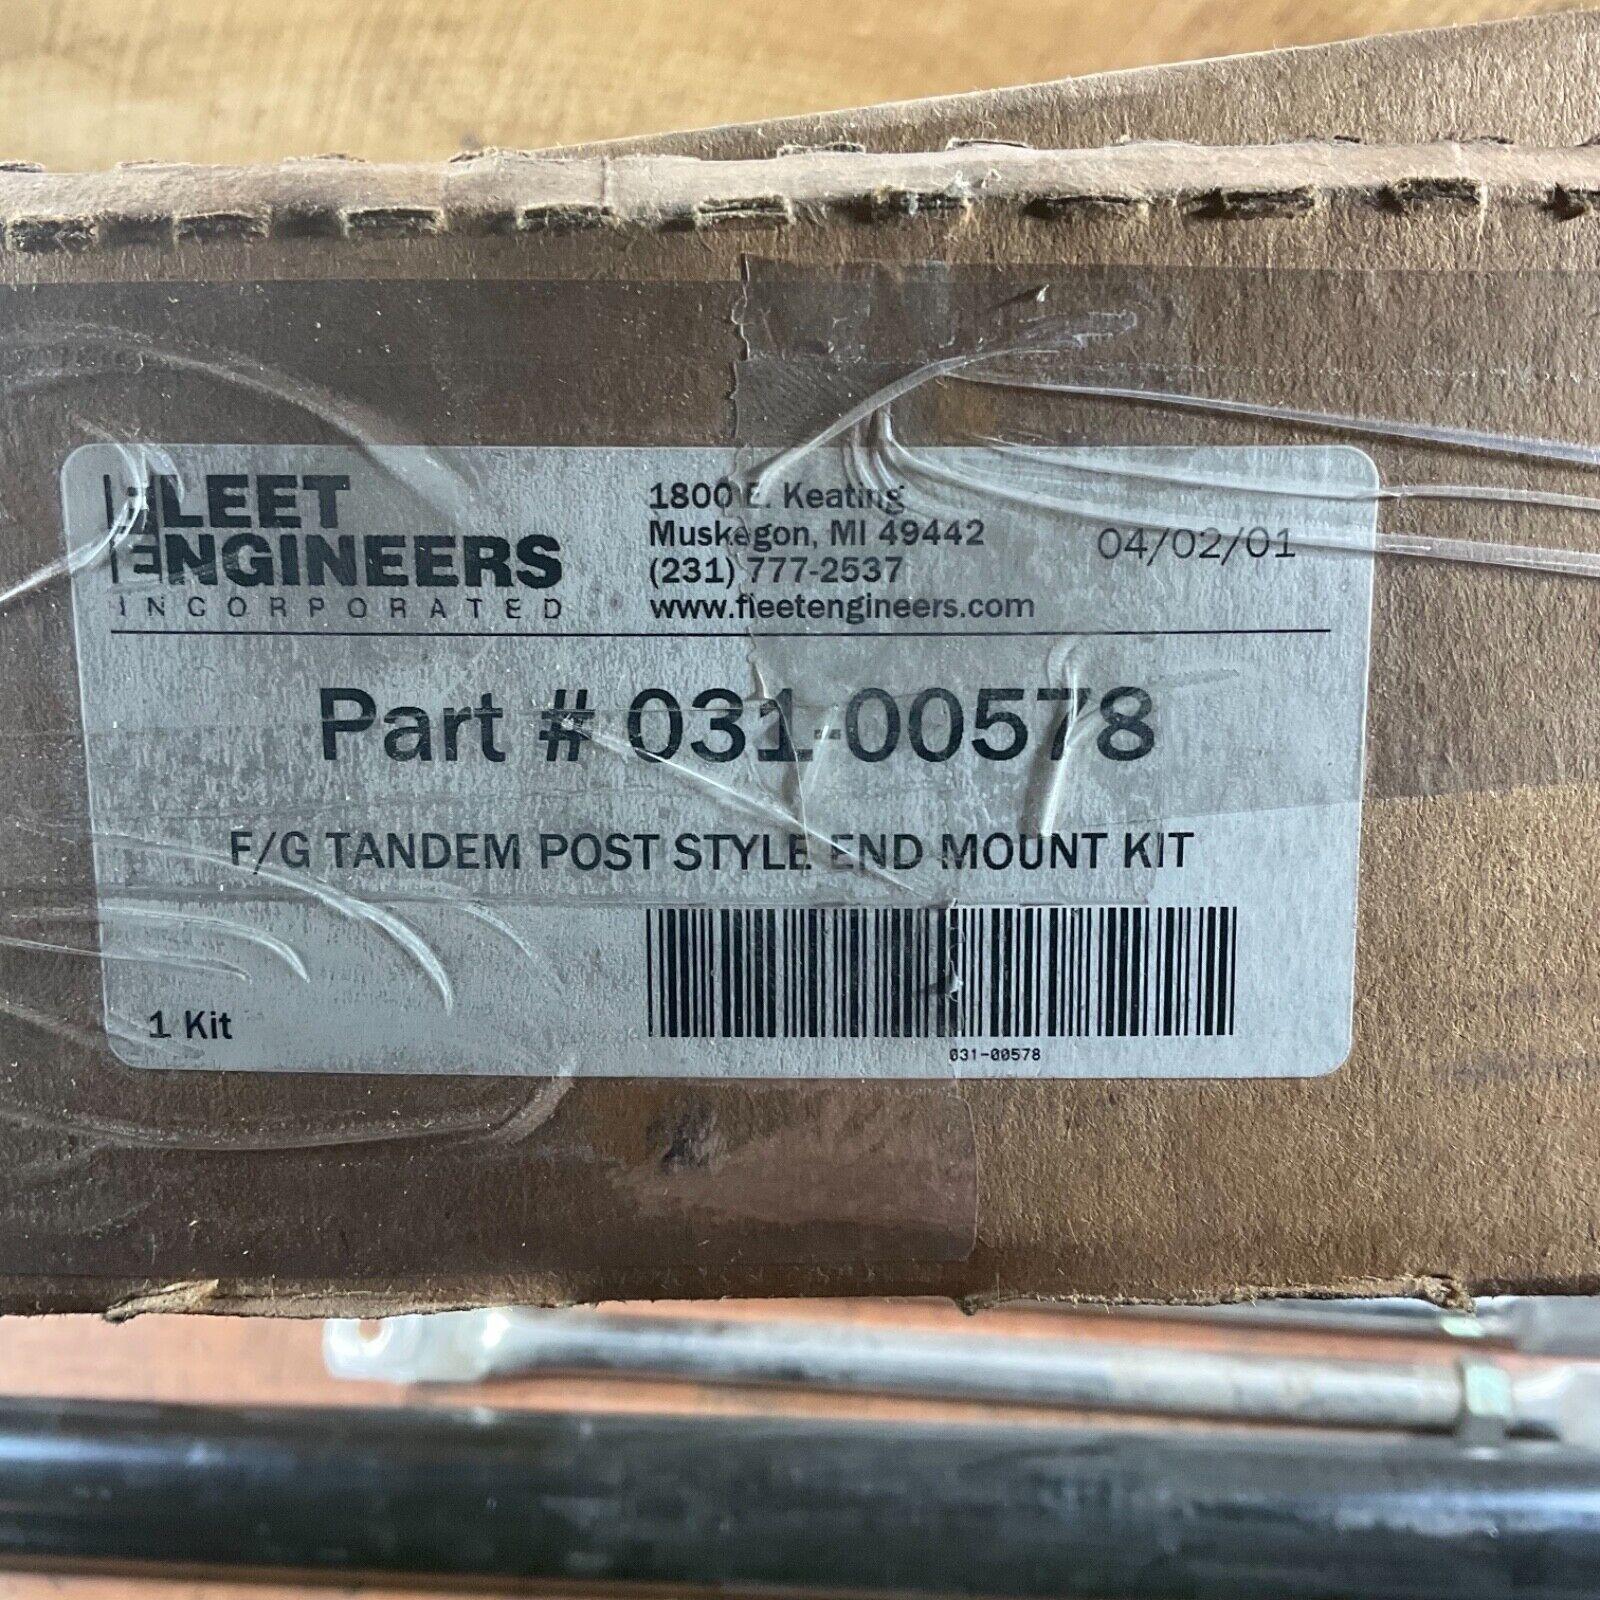 FLEET
ENGINEERS
INCORPORATED
1800 E. Keating
Muskegon, MI 49442
(231) 777-2537
www.fleetengineers.com
04/02/01
Part # 031-00578
F/G TANDEM POST STYLE END MOUNT KIT
1 Kit
031-00578